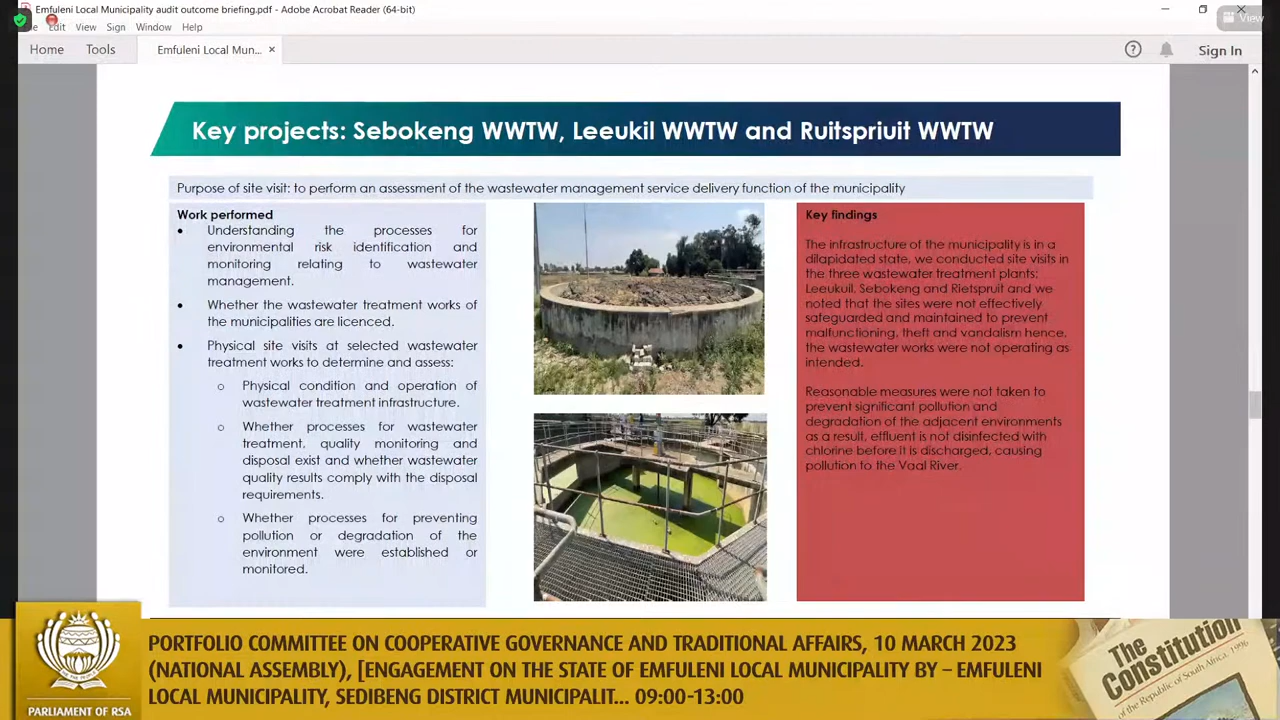 Emfuleni Local Municipality audit outcome briefing.pdf - Adobe Acrobat Reader (64-bit)
Edit View Sign Window Help
View
Home Tools Emfuleni Local Mun... × Sign In
Key projects: Sebokeng WWTW, Leeukil WWTW and Ruitspriuit WWTW
Purpose of site visit: to perform an assessment of the wastewater management service delivery function of the municipality
Work performed
• Understanding the processes for
environmental risk identification and
monitoring relating to wastewater
management.
• Whether the wastewater treatment works of
the municipalities are licenced.
• Physical site visits at selected wastewater
treatment works to determine and assess:
o Physical condition and operation of
wastewater treatment infrastructure.
o Whether processes for wastewater
treatment, quality monitoring and
disposal exist and whether wastewater
quality results comply with the disposal
requirements.
o Whether processes for preventing
pollution or degradation of the
environment were established or
monitored.
Key findings
The infrastructure of the municipality is in a
dilapidated state, we conducted site visits in
the three wastewater treatment plants;
Leeukuil, Sebokeng and Rietspruit and we
noted that the sites were not effectively
safeguarded and maintained to prevent
malfunctioning, theft and vandalism hence,
the wastewater works were not operating as
intended.
Reasonable measures were not taken to
prevent significant pollution and
degradation of the adjacent environments
as a result, effluent is not disinfected with
chlorine before it is discharged, causing
pollution to the Vaal River.
PORTFOLIO COMMITTEE ON COOPERATIVE GOVERNANCE AND TRADITIONAL AFFAIRS, 10 MARCH 2023
(NATIONAL ASSEMBLY), [ENGAGEMENT ON THE STATE OF EMFULENI LOCAL MUNICIPALITY BY – EMFULENI
LOCAL MUNICIPALITY, SEDIBENG DISTRICT MUNICIPALIT... 09:00-13:00
PARLIAMENT OF RSA
The
Constitution
of the Republic of South Africa, 1996